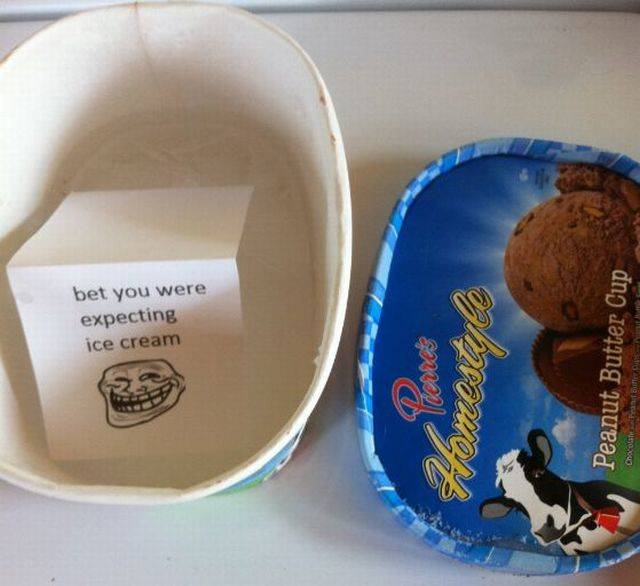 bet you were
expecting
ice cream
Pierre's
Homestyle
Peanut Butter Cup